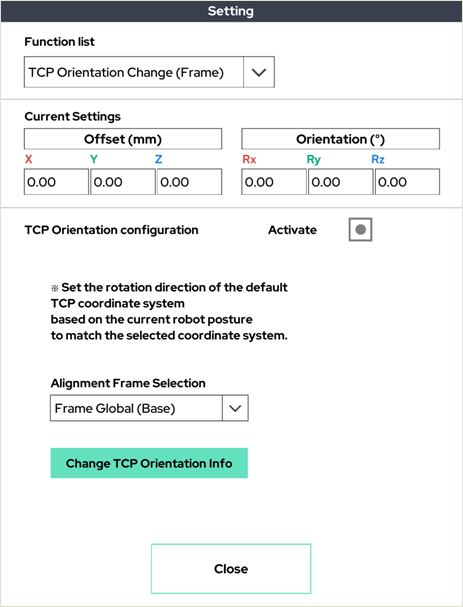 Setting
Function list
TCP Orientation Change (Frame)
Current Settings
Offset (mm) Orientation (°)
X Y Z Rx Ry Rz
0.00 0.00 0.00 0.00 0.00 0.00
TCP Orientation configuration Activate
※ Set the rotation direction of the default
TCP coordinate system
based on the current robot posture
to match the selected coordinate system.
Alignment Frame Selection
Frame Global (Base)
Change TCP Orientation Info
Close